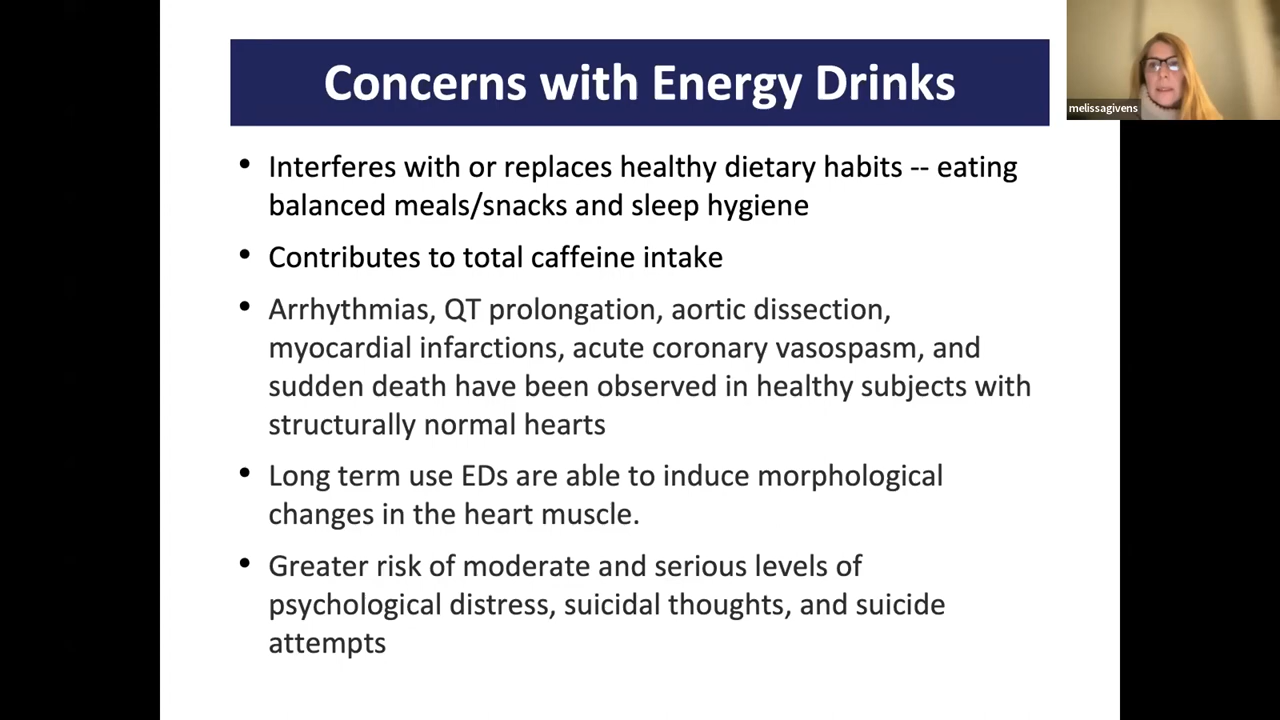 Concerns with Energy Drinks
melissagivens
• Interferes with or replaces healthy dietary habits -- eating
balanced meals/snacks and sleep hygiene
• Contributes to total caffeine intake
• Arrhythmias, QT prolongation, aortic dissection,
myocardial infarctions, acute coronary vasospasm, and
sudden death have been observed in healthy subjects with
structurally normal hearts
• Long term use EDs are able to induce morphological
changes in the heart muscle.
• Greater risk of moderate and serious levels of
psychological distress, suicidal thoughts, and suicide
attempts